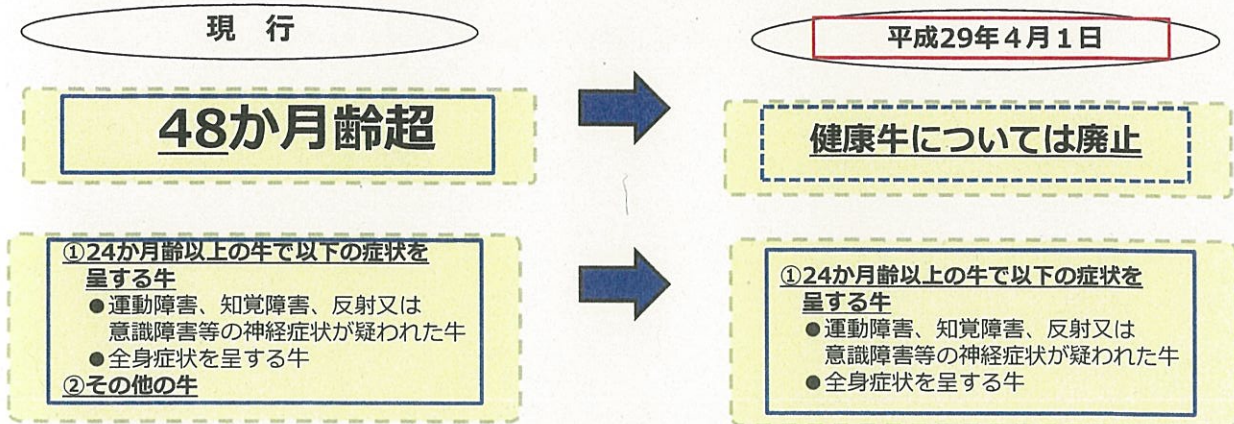 現　行
48か月齢超
①24か月齢以上の牛で以下の症状を
呈する牛
●運動障害、知覚障害、反射又は
意識障害等の神経症状が疑われた牛
●全身症状を呈する牛
②その他の牛
平成29年４月１日
健康牛については廃止
①24か月齢以上の牛で以下の症状を
呈する牛
●運動障害、知覚障害、反射又は
意識障害等の神経症状が疑われた牛
●全身症状を呈する牛